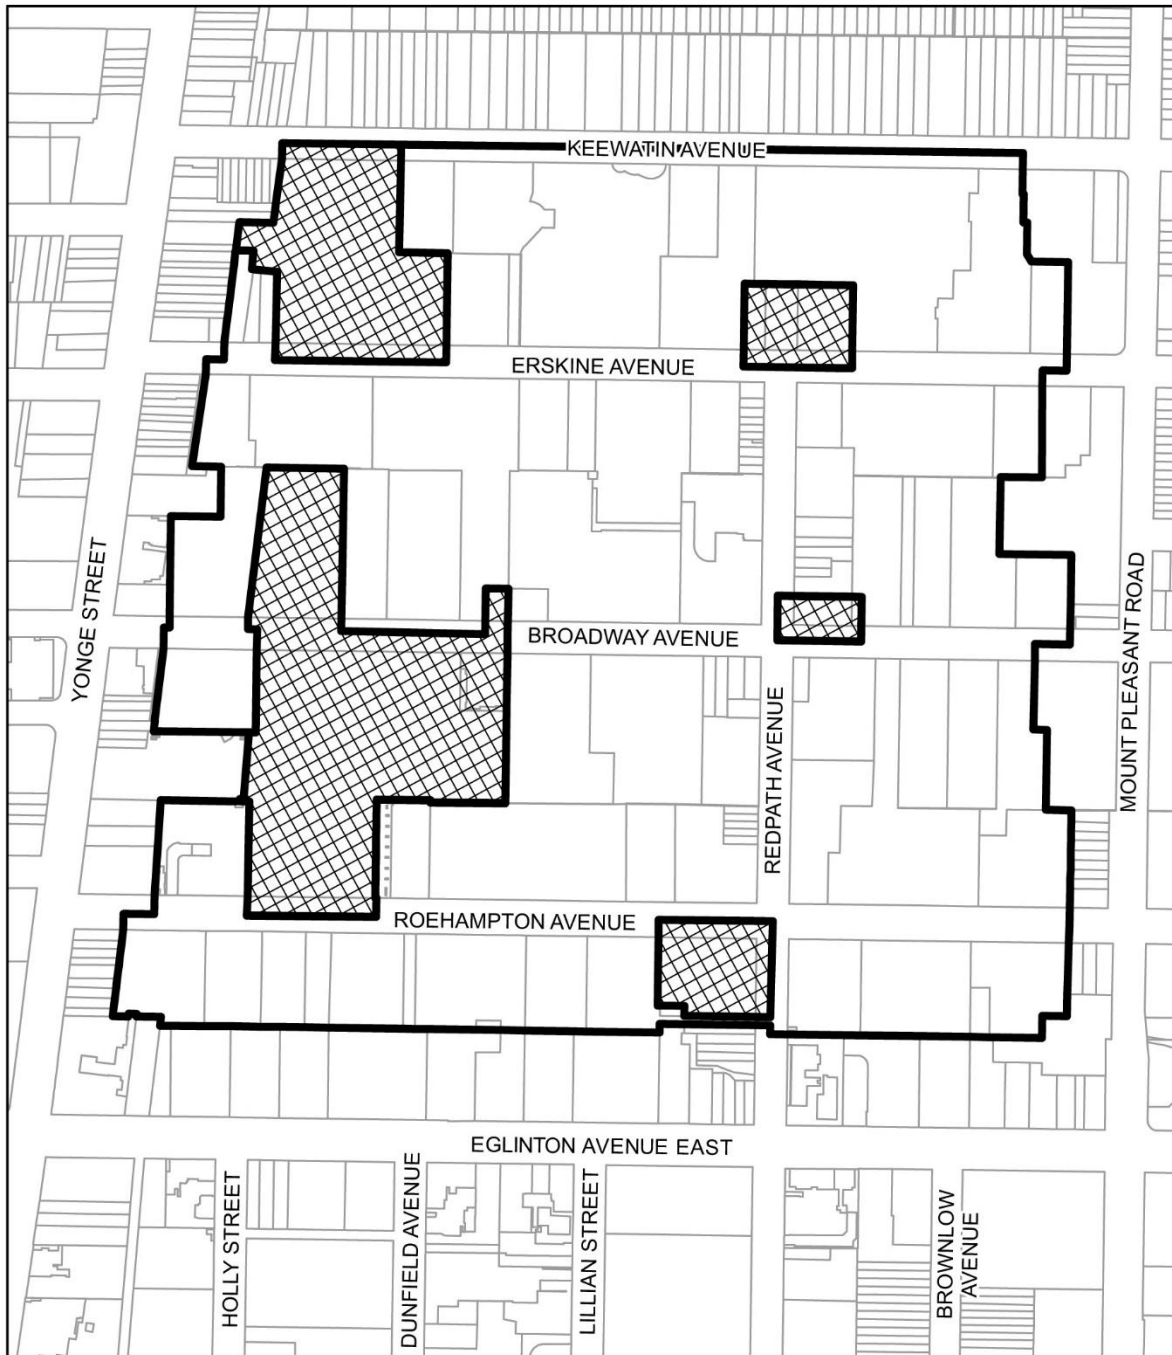 KEEWATIN AVENUE
ERSKINE AVENUE
YONGE STREET
BROADWAY AVENUE
MOUNT PLEASANT ROAD
REDPATH AVENUE
ROEHAMPTON AVENUE
EGLINTON AVENUE EAST
HOLLY STREET
DUNFIELD AVENUE
LILLIAN STREET
BROWNLOW
AVENUE